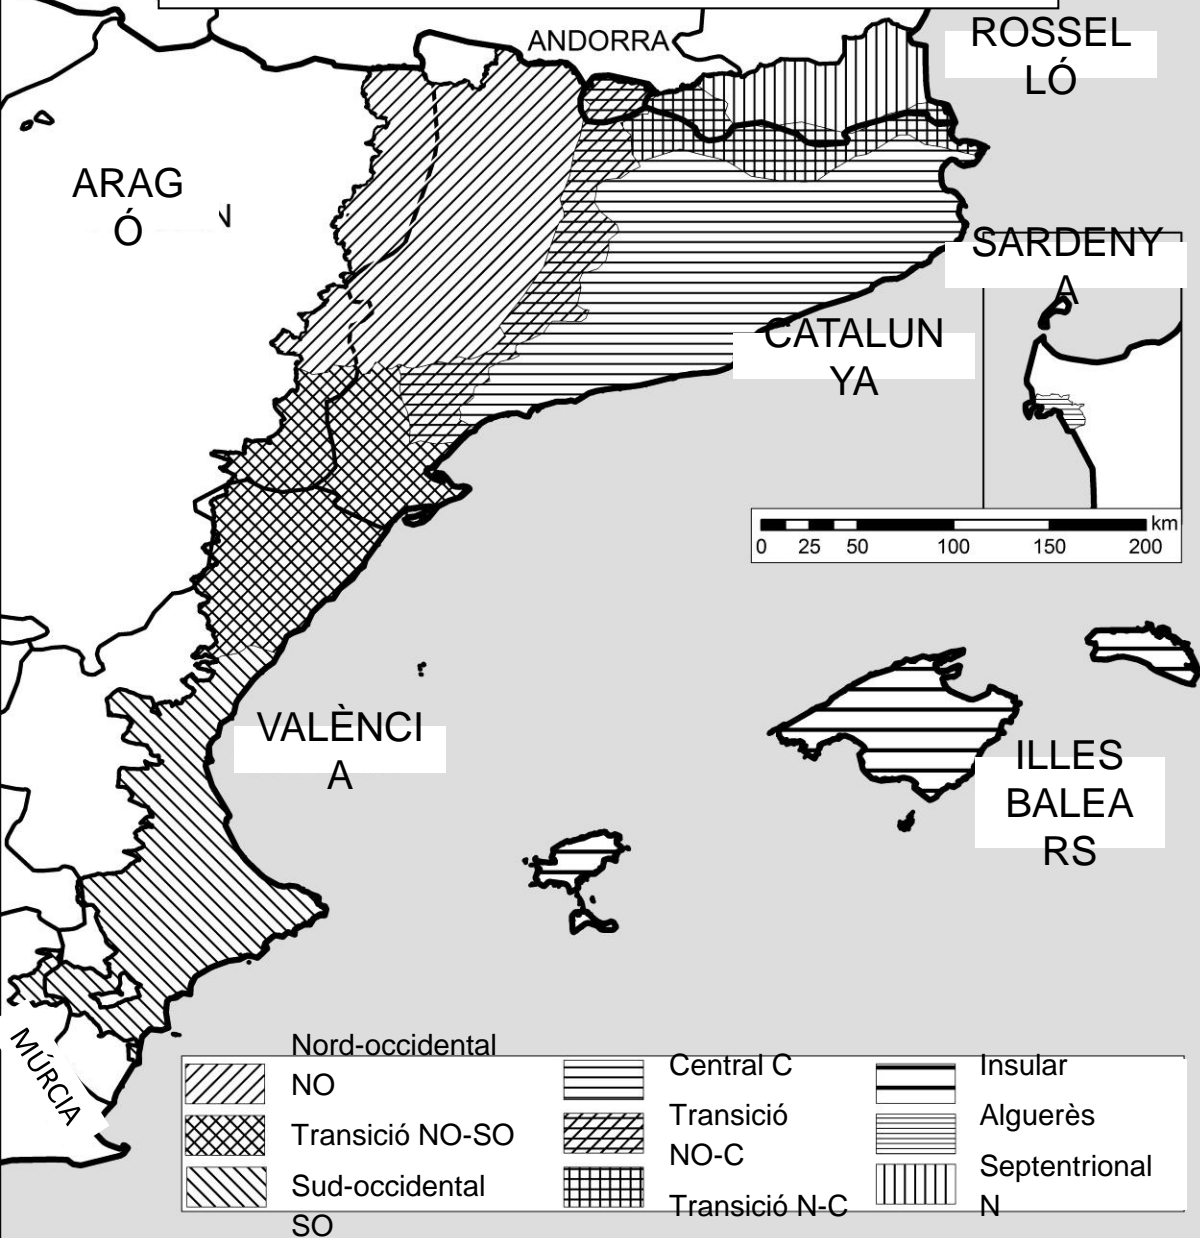 ANDORRA
ROSSEL
LÓ
ARAG
Ó
N
SARDENY
A
CATALUN
YA
km
0 25 50 100 150 200
VALÈNCI
A
ILLES
BALEA
RS
MÚRCIA
Nord-occidental
NO
Transició NO-SO
Sud-occidental
SO
Central C
Transició
NO-C
Transició N-C
Insular
Alguerès
Septentrional
N